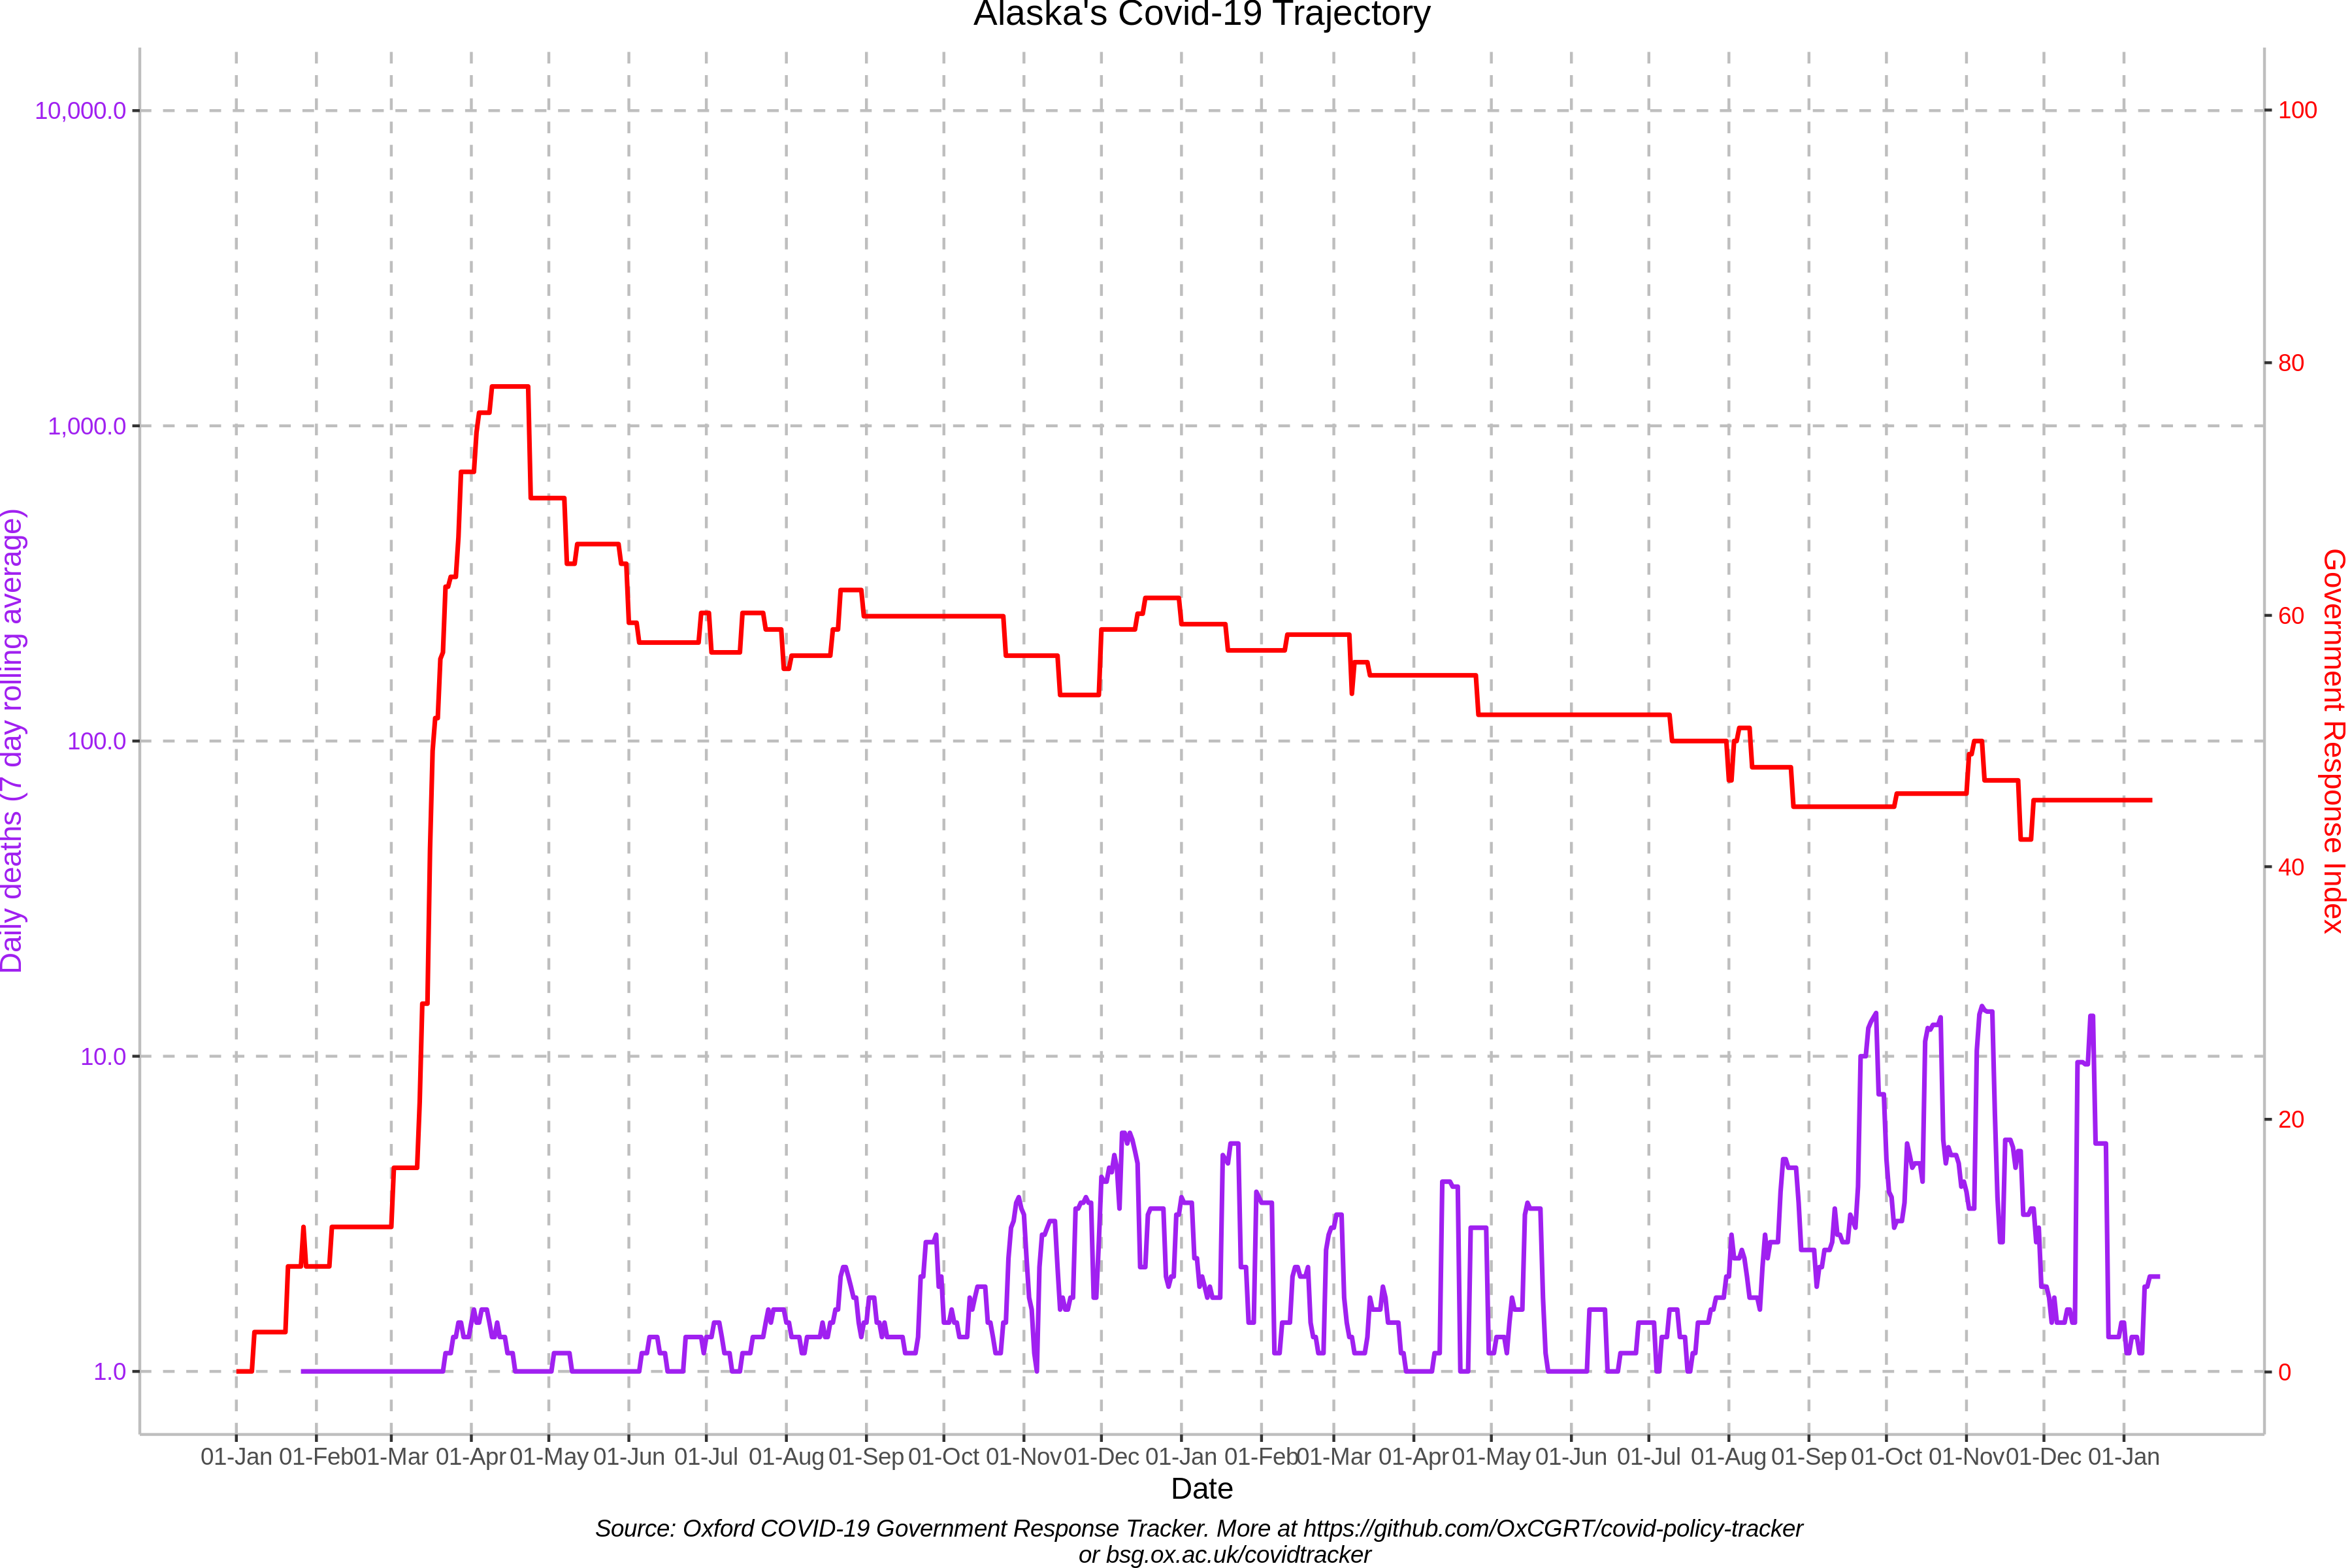 Alaska's Covid-19 Trajectory
10,000.0
1,000.0
100.0
10.0
1.0
Daily deaths (7 day rolling average)
100
80
60
40
20
0
Government Response Index
01-Jan 01-Feb 01-Mar 01-Apr 01-May 01-Jun 01-Jul 01-Aug 01-Sep 01-Oct 01-Nov 01-Dec 01-Jan 01-Feb 01-Mar 01-Apr 01-May 01-Jun 01-Jul 01-Aug 01-Sep 01-Oct 01-Nov 01-Dec 01-Jan
Date
Source: Oxford COVID-19 Government Response Tracker. More at https://github.com/OxCGRT/covid-policy-tracker
or bsg.ox.ac.uk/covidtracker